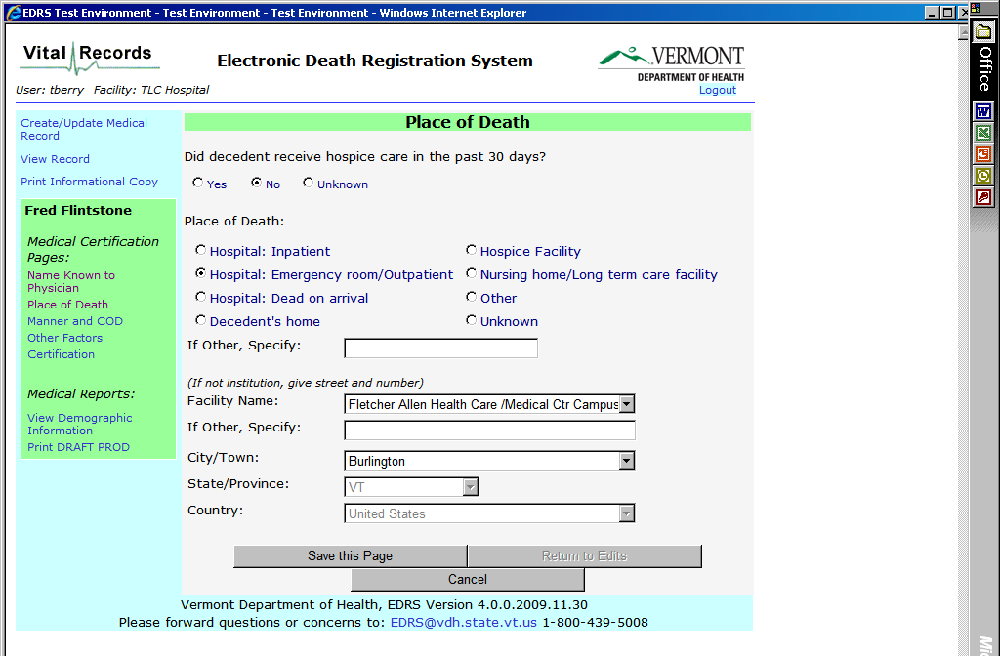 EDRS Test Environment - Test Environment - Test Environment - Windows Internet Explorer
Vital Records
Electronic Death Registration System
VERMONT
DEPARTMENT OF HEALTH
User: tberry Facility: TLC Hospital
Logout
Office
Create/Update Medical
Record
View Record
Print Informational Copy
Fred Flintstone
Medical Certification
Pages:
Name Known to
Physician
Place of Death
Manner and COD
Other Factors
Certification
Medical Reports:
View Demographic
Information
Print DRAFT PROD
Place of Death
Did decedent receive hospice care in the past 30 days?
Yes No Unknown
Place of Death:
Hospital: Inpatient Hospice Facility
Hospital: Emergency room/Outpatient Nursing home/Long term care facility
Hospital: Dead on arrival Other
Decedent's home Unknown
If Other, Specify:
(If not institution, give street and number)
Facility Name: Fletcher Allen Health Care /Medical Ctr Campus
If Other, Specify:
City/Town: Burlington
State/Province: VT
Country: United States
Save this Page Return to Edits
Cancel
Vermont Department of Health, EDRS Version 4.0.0.2009.11.30
Please forward questions or concerns to: EDRS@vdh.state.vt.us 1-800-439-5008